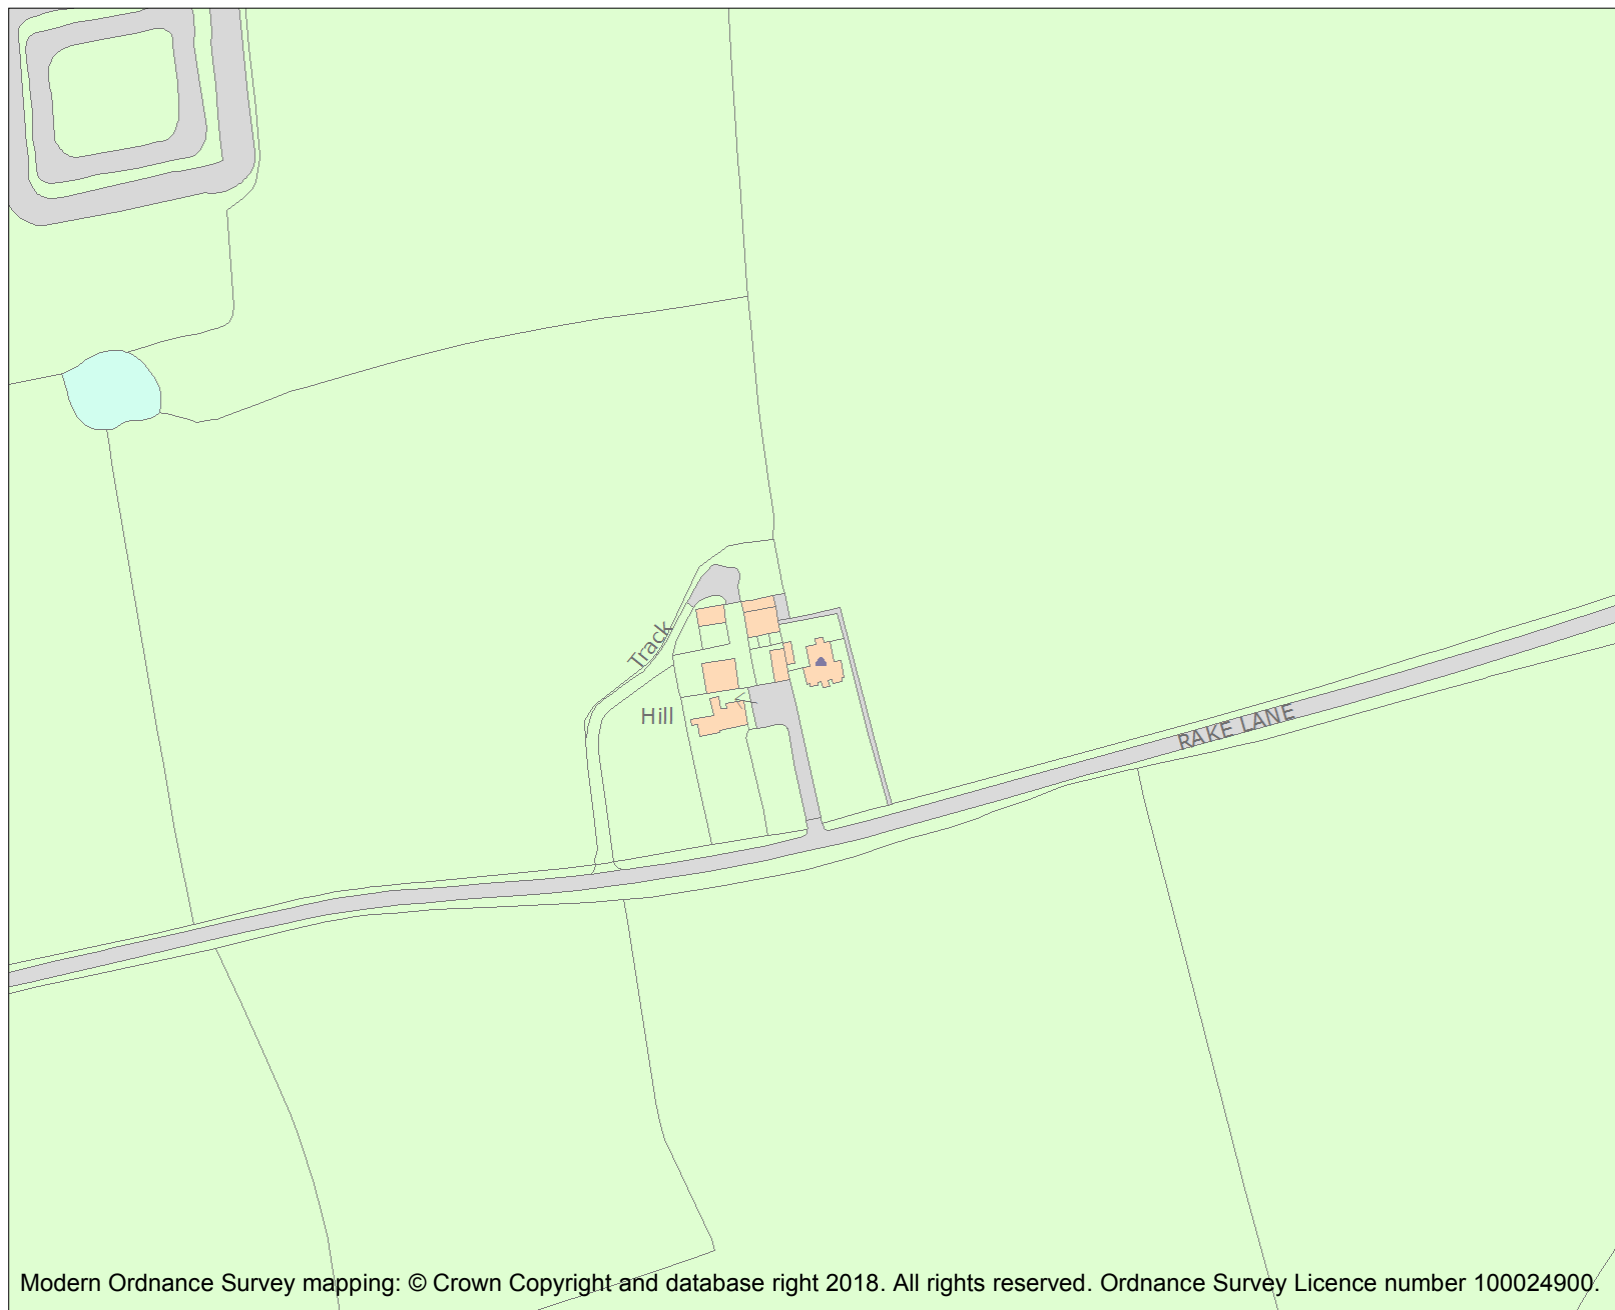 Track
Hill
RAKE LANE
Modern Ordnance Survey mapping: © Crown Copyright and database right 2018. All rights reserved. Ordnance Survey Licence number 100024900.